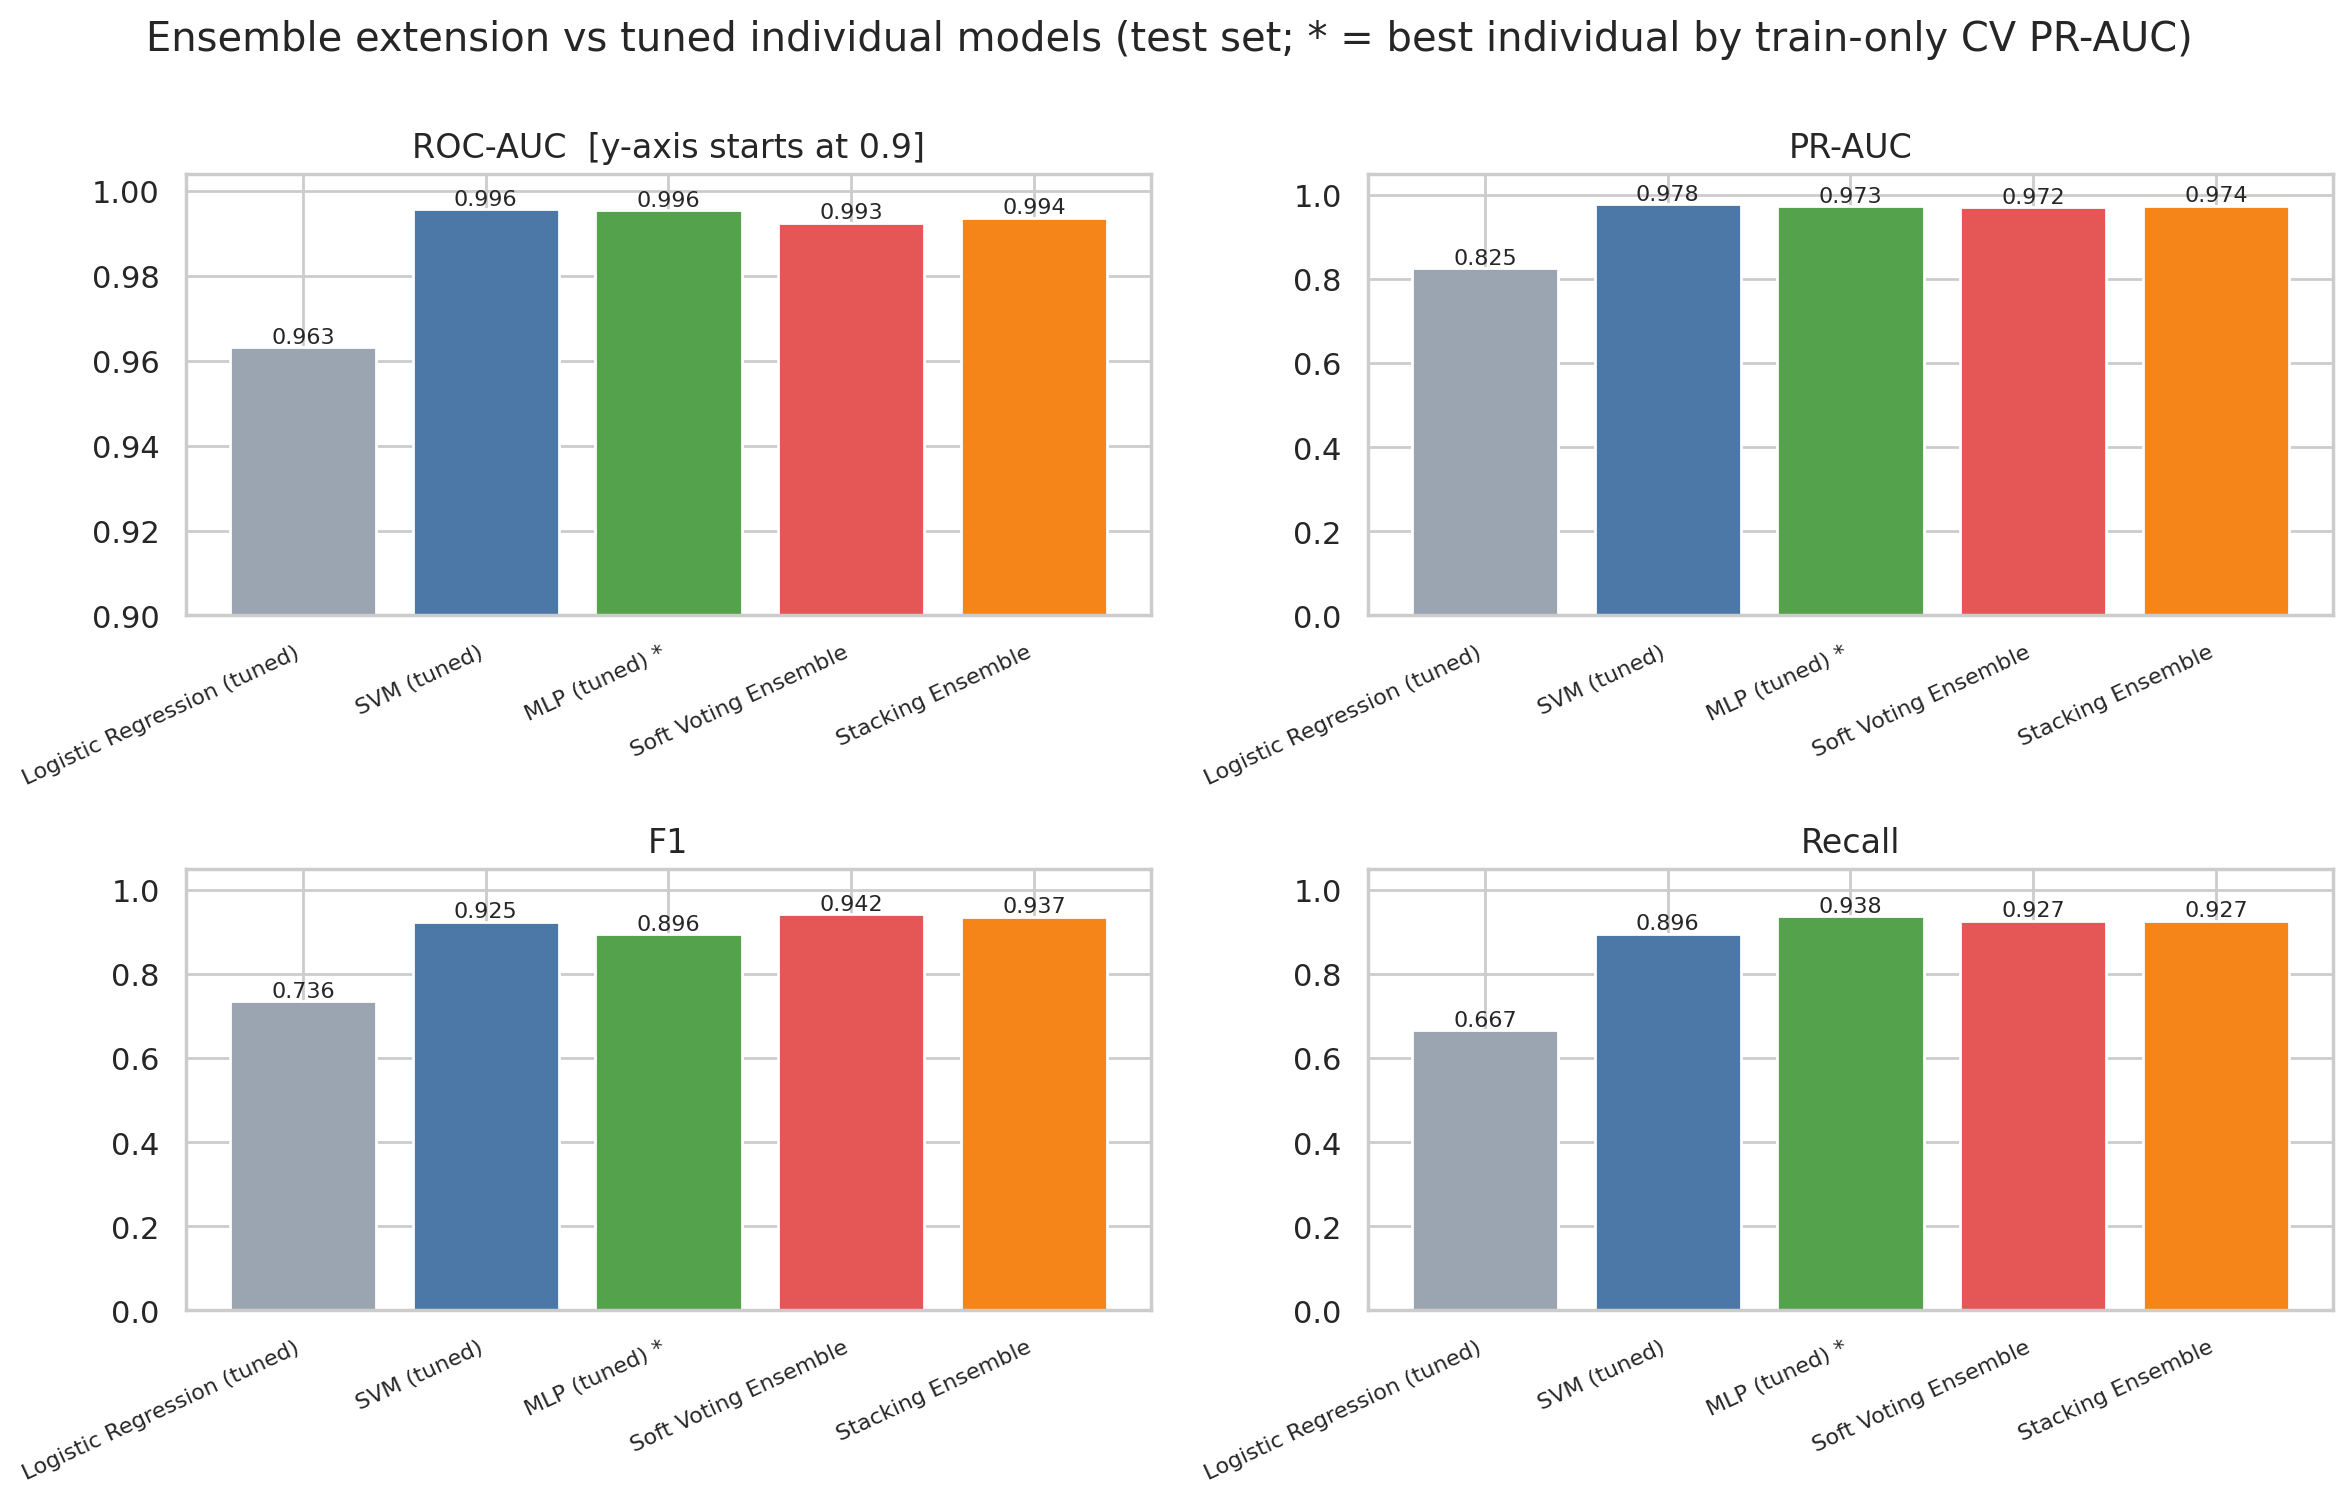 Ensemble extension vs tuned individual models (test set; * = best individual by train-only CV PR-AUC)
ROC-AUC  [y-axis starts at 0.9]
1.00
0.98
0.96
0.94
0.92
0.90
0.963
0.996
0.996
0.993
0.994
Logistic Regression (tuned)
SVM (tuned)
MLP (tuned) *
Soft Voting Ensemble
Stacking Ensemble
PR-AUC
1.0
0.8
0.6
0.4
0.2
0.0
0.825
0.978
0.973
0.972
0.974
Logistic Regression (tuned)
SVM (tuned)
MLP (tuned) *
Soft Voting Ensemble
Stacking Ensemble
F1
1.0
0.8
0.6
0.4
0.2
0.0
0.736
0.925
0.896
0.942
0.937
Logistic Regression (tuned)
SVM (tuned)
MLP (tuned) *
Soft Voting Ensemble
Stacking Ensemble
Recall
1.0
0.8
0.6
0.4
0.2
0.0
0.667
0.896
0.938
0.927
0.927
Logistic Regression (tuned)
SVM (tuned)
MLP (tuned) *
Soft Voting Ensemble
Stacking Ensemble